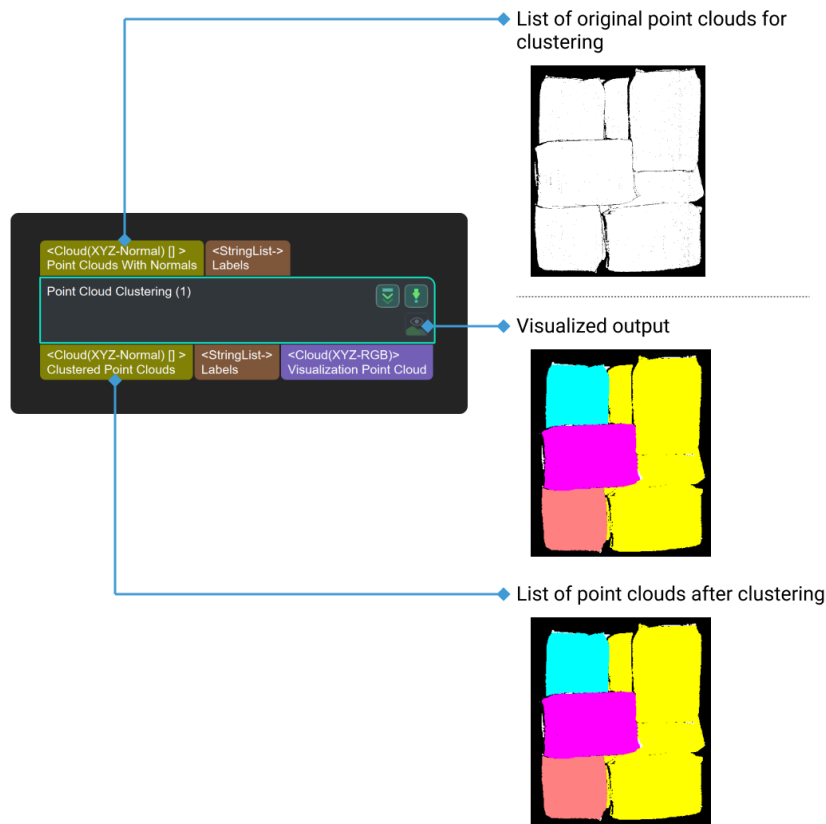 List of original point clouds for
clustering
<Cloud(XYZ-Normal) [] >
Point Clouds With Normals
<StringList->
Labels
Point Cloud Clustering (1)
Visualized output
<Cloud(XYZ-Normal) [] >
Clustered Point Clouds
<StringList->
Labels
<Cloud(XYZ-RGB)>
Visualization Point Cloud
List of point clouds after clustering